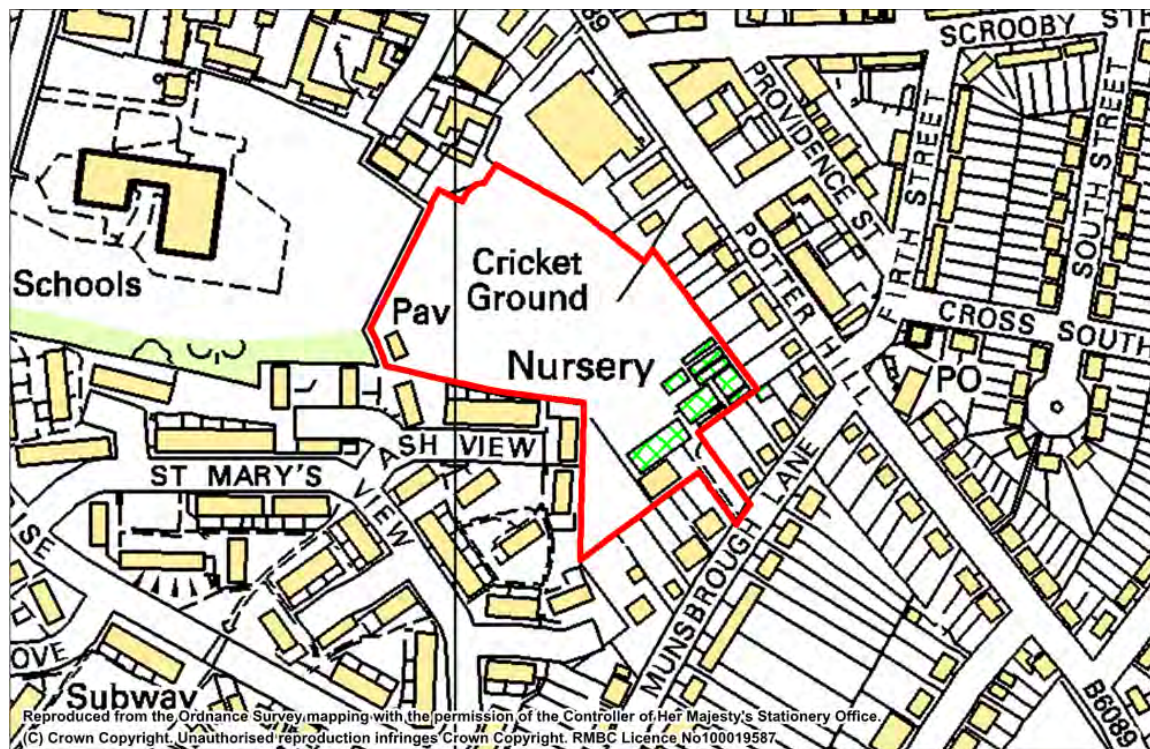 SCROOBY STR
PROVIDENCE ST
FIRTH STREET
SOUTH STREET
Schools
Cricket
Ground
Pav
POTTER HILL
CROSS SOUTH
Nursery
PO
ASH VIEW
ST MARY'S
VIEW
MUNSBROUGH LANE
ISE
OVE
Subway
B6089
Reproduced from the Ordnance Survey mapping with the permission of the Controller of Her Majesty's Stationery Office.
(C) Crown Copyright. Unauthorised reproduction infringes Crown Copyright. RMBC Licence No100019587.